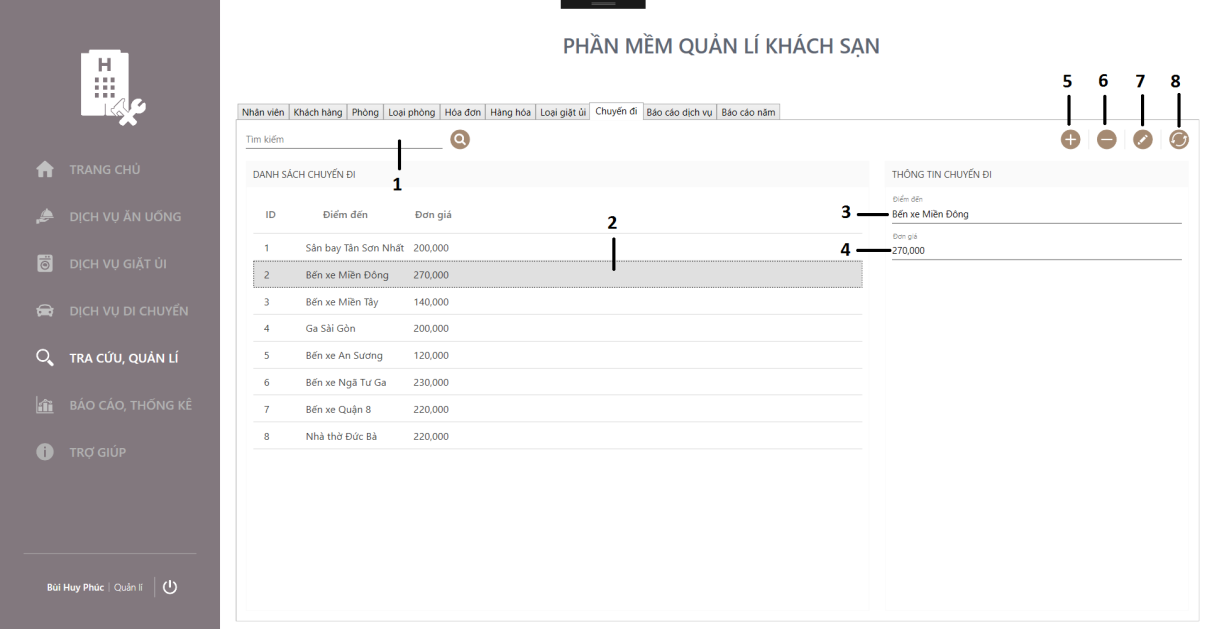 H
PHẦN MỀM QUẢN LÍ KHÁCH SẠN
5 6 7 8
Nhân viên Khách hàng Phòng Loại phòng Hóa đơn Hàng hóa Loại giặt ủi Chuyến đi Báo cáo dịch vụ Báo cáo năm
Tìm kiếm
1
TRANG CHỦ
DỊCH VỤ ĂN UỐNG
DỊCH VỤ GIẶT ỦI
DỊCH VỤ DI CHUYỂN
TRA CỨU, QUẢN LÍ
BÁO CÁO, THỐNG KÊ
TRỢ GIÚP
Bùi Huy Phúc | Quản lí
DANH SÁCH CHUYẾN ĐI
ID Điểm đến Đơn giá
2
1 Sân bay Tân Sơn Nhất 200,000
2 Bến xe Miền Đông 270,000
3 Bến xe Miền Tây 140,000
4 Ga Sài Gòn 200,000
5 Bến xe An Sương 120,000
6 Bến xe Ngã Tư Ga 230,000
7 Bến xe Quận 8 220,000
8 Nhà thờ Đức Bà 220,000
THÔNG TIN CHUYẾN ĐI
Điểm đến
3 Bến xe Miền Đông
Đơn giá
4 270,000